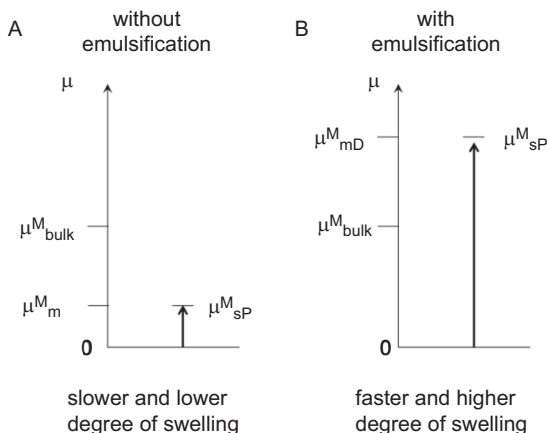 A
without
emulsification
μ
μᴹbulk
μᴹm
μᴹsP
0
slower and lower
degree of swelling
B
with
emulsification
μ
μᴹmD
μᴹsP
μᴹbulk
0
faster and higher
degree of swelling